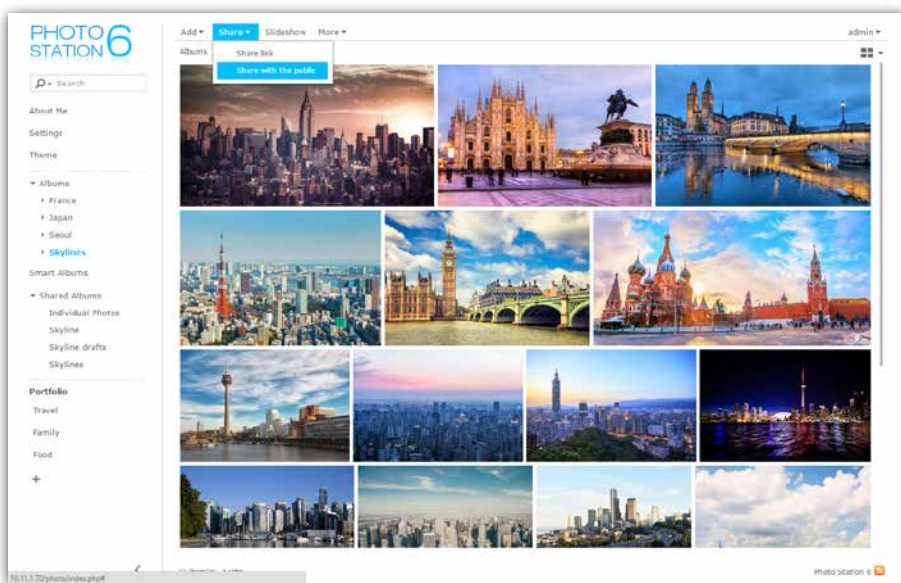 PHOTO
STATION 6
Search
About Me
Settings
Theme
Albums
France
Japan
Seoul
Skylines
Smart Albums
Shared Albums
Individual Photos
Skyline
Skyline drafts
Skylines
Portfolio
Travel
Family
Food
+
Add Share Slideshow More
admin
Albums
Share link
Share with the public
10.11.1.70/photo/index.php#
Photo Station 6